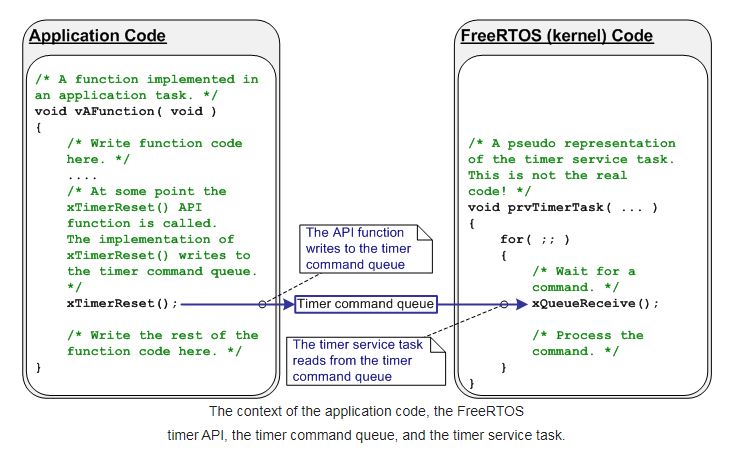 Application Code
/* A function implemented in
an application task. */
void vAFunction( void )
{
/* Write function code
here. */
....
/* At some point the
xTimerReset() API
function is called.
The implementation of
xTimerReset() writes to
the timer command queue.
*/
xTimerReset();
/* Write the rest of the
function code here. */
}
The API function
writes to the timer
command queue
Timer command queue
The timer service task
reads from the timer
command queue
FreeRTOS (kernel) Code
/* A pseudo representation
of the timer service task.
This is not the real
code! */
void prvTimerTask( ... )
{
for( ;; )
{
/* Wait for a
command. */
xQueueReceive();
/* Process the
command. */
}
}
The context of the application code, the FreeRTOS
timer API, the timer command queue, and the timer service task.